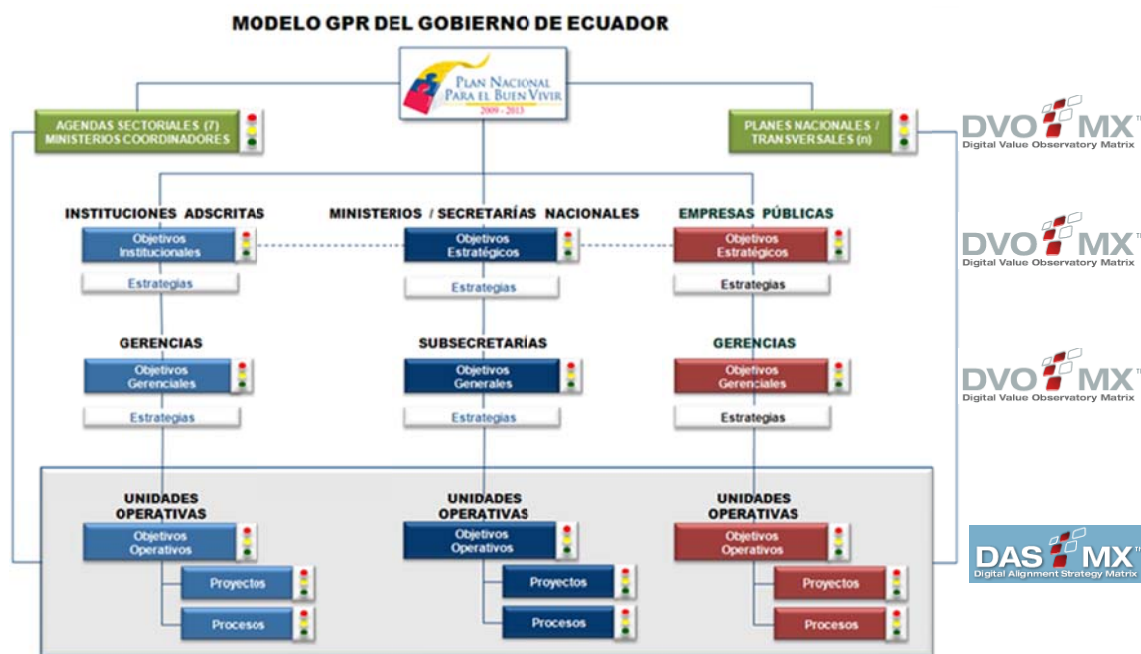 MODELO GPR DEL GOBIERNO DE ECUADOR
PLAN NACIONAL
PARA EL BUEN VIVIR
2009 - 2013
AGENDAS SECTORIALES (7)
MINISTERIOS COORDINADORES
PLANES NACIONALES /
TRANSVERSALES (n)
DVO MX TM
Digital Value Observatory Matrix
INSTITUCIONES ADSCRITAS
MINISTERIOS / SECRETARÍAS NACIONALES
EMPRESAS PÚBLICAS
Objetivos
Institucionales
Objetivos
Estratégicos
Objetivos
Estratégicos
DVO MX TM
Digital Value Observatory Matrix
Estrategias
Estrategias
Estrategias
GERENCIAS
SUBSECRETARÍAS
GERENCIAS
Objetivos
Gerenciales
Objetivos
Generales
Objetivos
Gerenciales
DVO MX TM
Digital Value Observatory Matrix
Estrategias
Estrategias
Estrategias
UNIDADES
OPERATIVAS
UNIDADES
OPERATIVAS
UNIDADES
OPERATIVAS
Objetivos
Operativos
Objetivos
Operativos
Objetivos
Operativos
DAS MX TM
Digital Alignment Strategy Matrix
Proyectos
Proyectos
Proyectos
Procesos
Procesos
Procesos